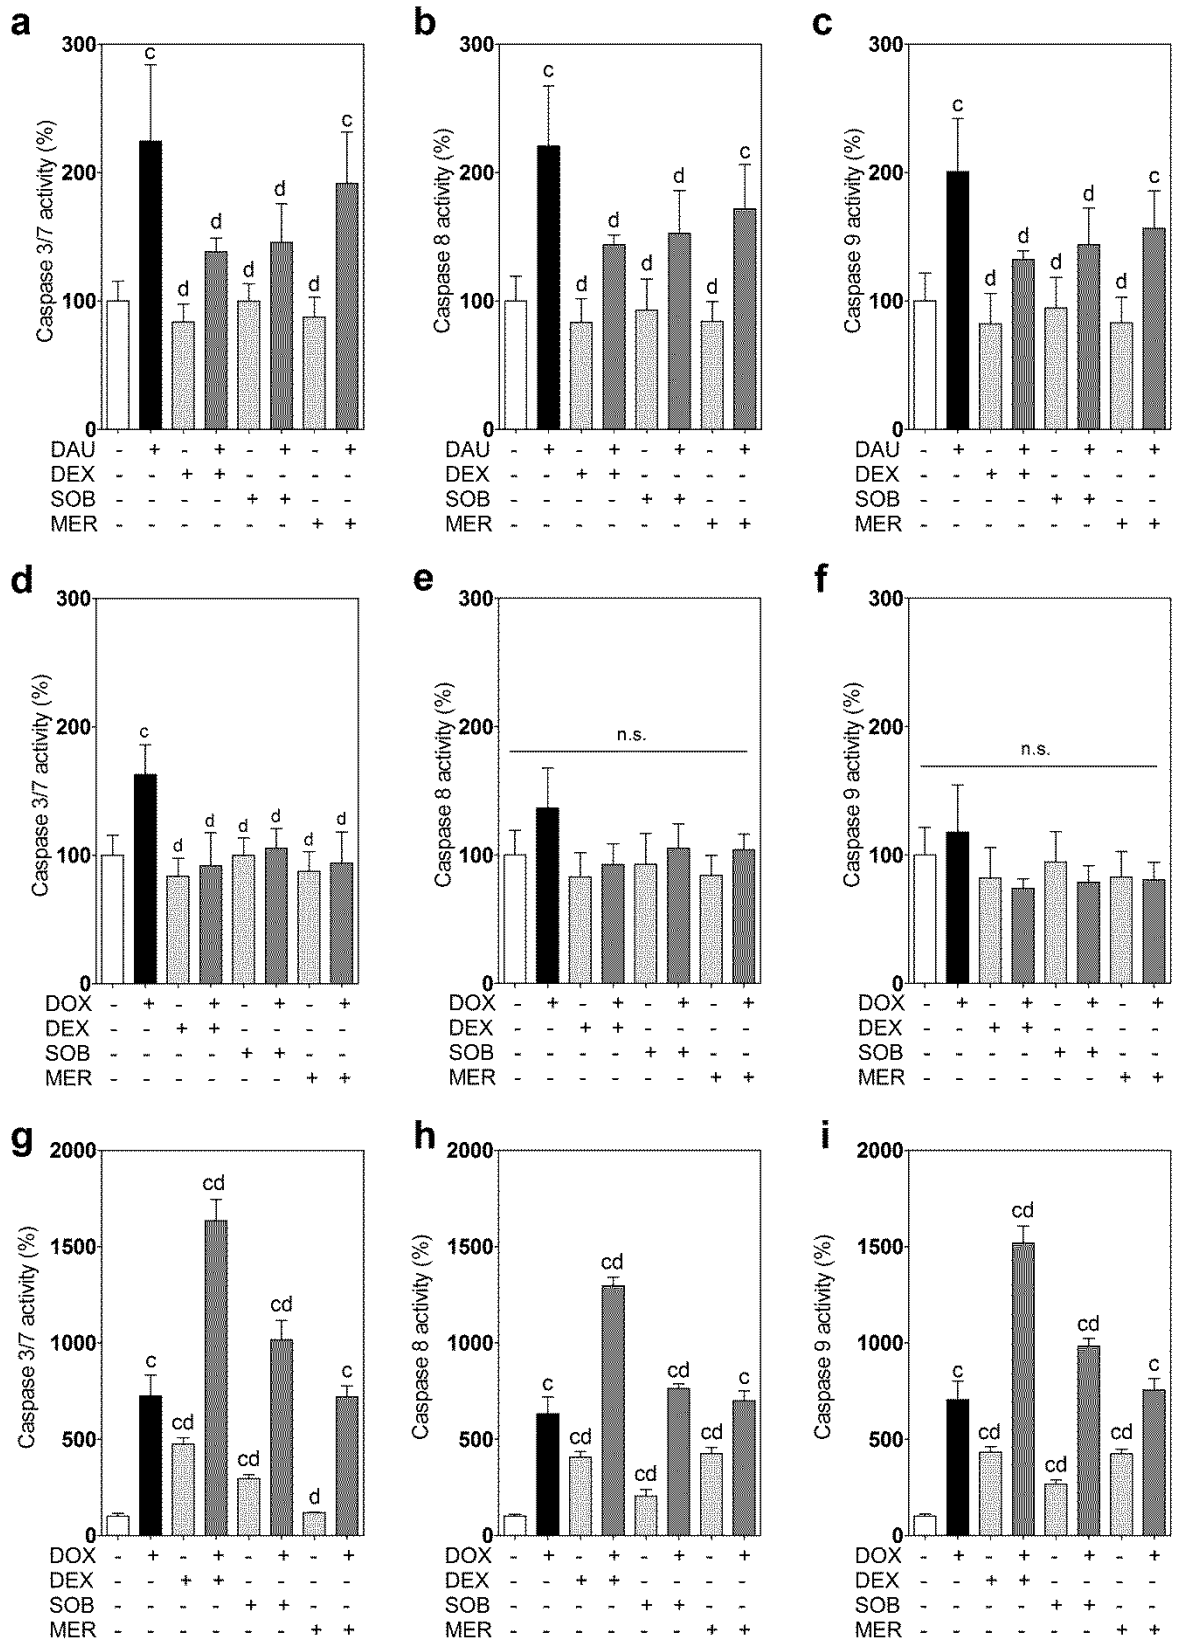 a
Caspase 3/7 activity (%)
300
200
100
0
c
d
d
d
d
d
c
DAU - + - + - + - +
DEX - - + + - - - -
SOB - - - - + + - -
MER - - - - - - + +
b
Caspase 8 activity (%)
300
200
100
0
c
d
d
d
d
d
c
DAU - + - + - + - +
DEX - - + + - - - -
SOB - - - - + + - -
MER - - - - - - + +
c
Caspase 9 activity (%)
300
200
100
0
c
d
d
d
d
d
c
DAU - + - + - + - +
DEX - - + + - - - -
SOB - - - - + + - -
MER - - - - - - + +
d
Caspase 3/7 activity (%)
300
200
100
0
c
d
d
d
d
d
d
DOX - + - + - + - +
DEX - - + + - - - -
SOB - - - - + + - -
MER - - - - - - + +
e
Caspase 8 activity (%)
300
200
100
0
n.s.
DOX - + - + - + - +
DEX - - + + - - - -
SOB - - - - + + - -
MER - - - - - - + +
f
Caspase 9 activity (%)
300
200
100
0
n.s.
DOX - + - + - + - +
DEX - - + + - - - -
SOB - - - - + + - -
MER - - - - - - + +
g
Caspase 3/7 activity (%)
2000
1500
1000
500
0
c
cd
cd
cd
cd
d
c
DOX - + - + - + - +
DEX - - + + - - - -
SOB - - - - + + - -
MER - - - - - - + +
h
Caspase 8 activity (%)
2000
1500
1000
500
0
c
cd
cd
cd
cd
cd
c
DOX - + - + - + - +
DEX - - + + - - - -
SOB - - - - + + - -
MER - - - - - - + +
i
Caspase 9 activity (%)
2000
1500
1000
500
0
c
cd
cd
cd
cd
cd
c
DOX - + - + - + - +
DEX - - + + - - - -
SOB - - - - + + - -
MER - - - - - - + +